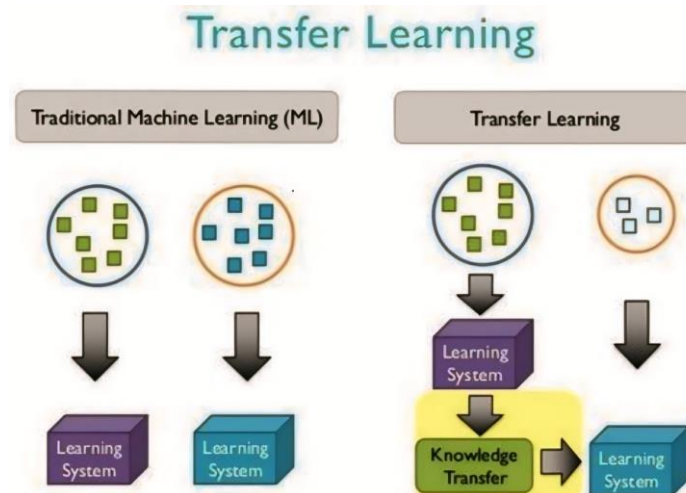 Transfer Learning
Traditional Machine Learning (ML)
Transfer Learning
Learning
System
Learning
System
Learning
System
Knowledge
Transfer
Learning
System